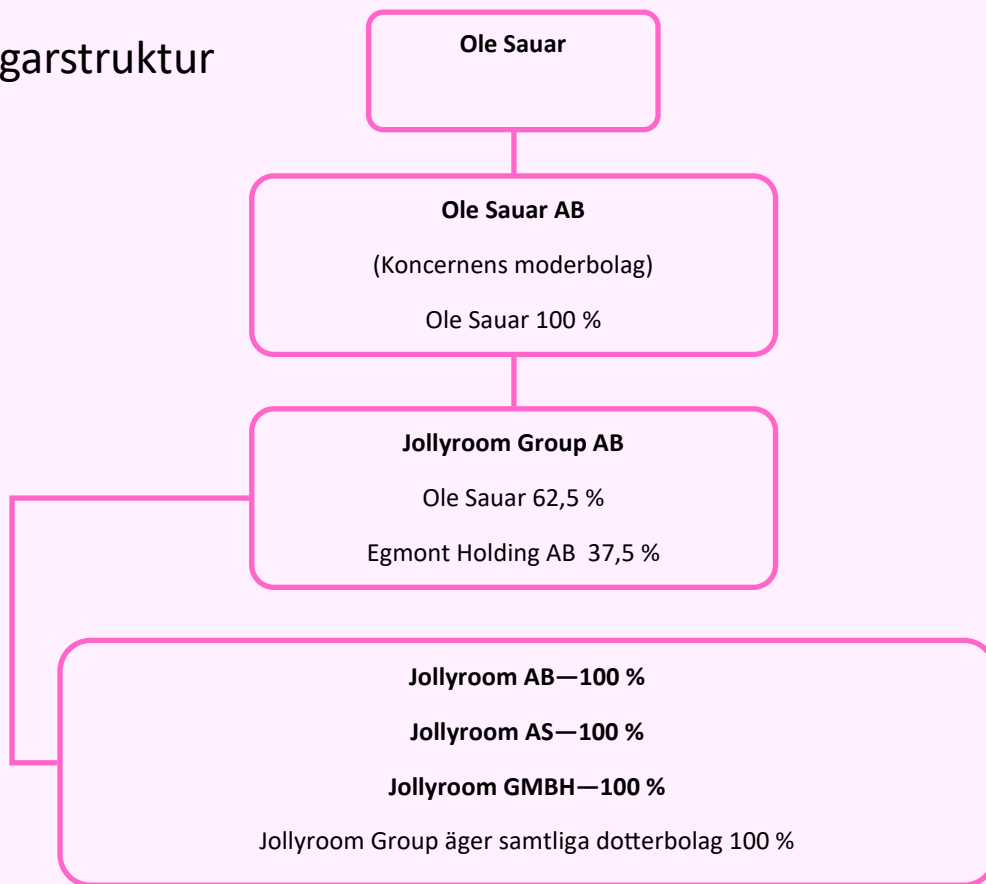 garstruktur
Ole Sauar
Ole Sauar AB
(Koncernens moderbolag)
Ole Sauar 100 %
Jollyroom Group AB
Ole Sauar 62,5 %
Egmont Holding AB  37,5 %
Jollyroom AB—100 %
Jollyroom AS—100 %
Jollyroom GMBH—100 %
Jollyroom Group äger samtliga dotterbolag 100 %